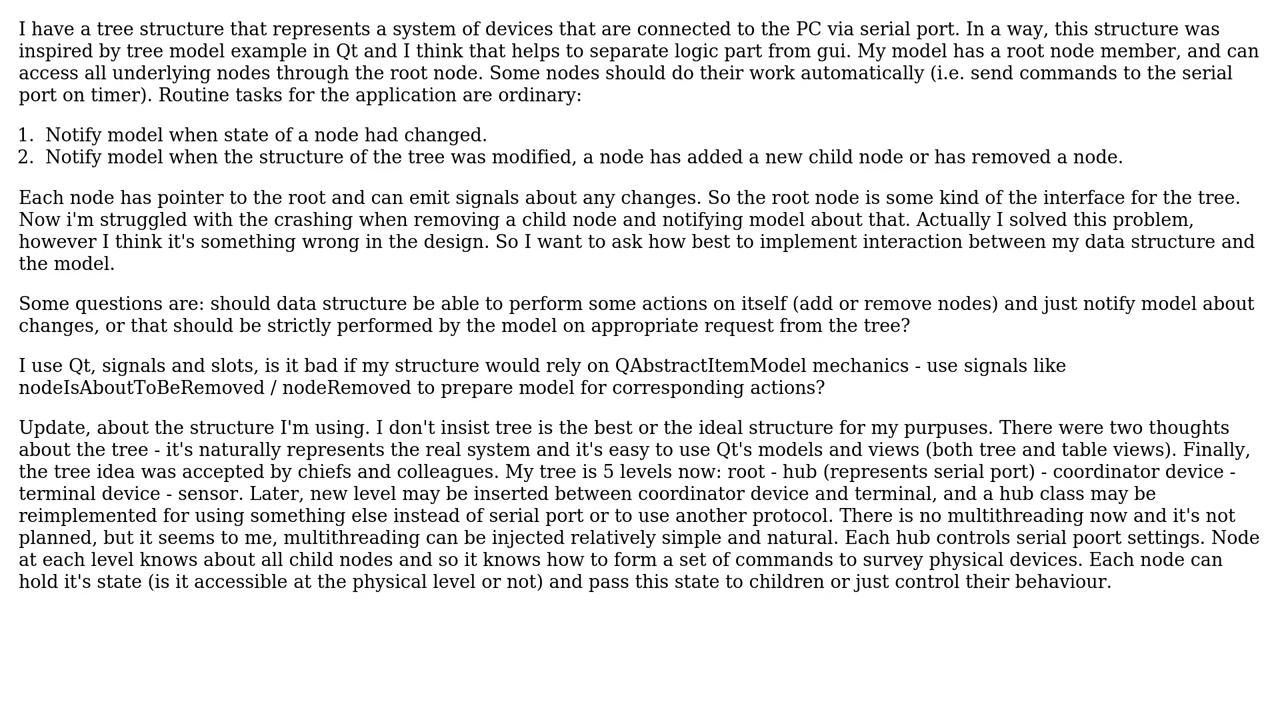 I have a tree structure that represents a system of devices that are connected to the PC via serial port. In a way, this structure was
inspired by tree model example in Qt and I think that helps to separate logic part from gui. My model has a root node member, and can
access all underlying nodes through the root node. Some nodes should do their work automatically (i.e. send commands to the serial
port on timer). Routine tasks for the application are ordinary:
1. Notify model when state of a node had changed.
2. Notify model when the structure of the tree was modified, a node has added a new child node or has removed a node.
Each node has pointer to the root and can emit signals about any changes. So the root node is some kind of the interface for the tree.
Now i'm struggled with the crashing when removing a child node and notifying model about that. Actually I solved this problem,
however I think it's something wrong in the design. So I want to ask how best to implement interaction between my data structure and
the model.
Some questions are: should data structure be able to perform some actions on itself (add or remove nodes) and just notify model about
changes, or that should be strictly performed by the model on appropriate request from the tree?
I use Qt, signals and slots, is it bad if my structure would rely on QAbstractItemModel mechanics - use signals like
nodeIsAboutToBeRemoved / nodeRemoved to prepare model for corresponding actions?
Update, about the structure I'm using. I don't insist tree is the best or the ideal structure for my purpuses. There were two thoughts
about the tree - it's naturally represents the real system and it's easy to use Qt's models and views (both tree and table views). Finally,
the tree idea was accepted by chiefs and colleagues. My tree is 5 levels now: root - hub (represents serial port) - coordinator device -
terminal device - sensor. Later, new level may be inserted between coordinator device and terminal, and a hub class may be
reimplemented for using something else instead of serial port or to use another protocol. There is no multithreading now and it's not
planned, but it seems to me, multithreading can be injected relatively simple and natural. Each hub controls serial poort settings. Node
at each level knows about all child nodes and so it knows how to form a set of commands to survey physical devices. Each node can
hold it's state (is it accessible at the physical level or not) and pass this state to children or just control their behaviour.